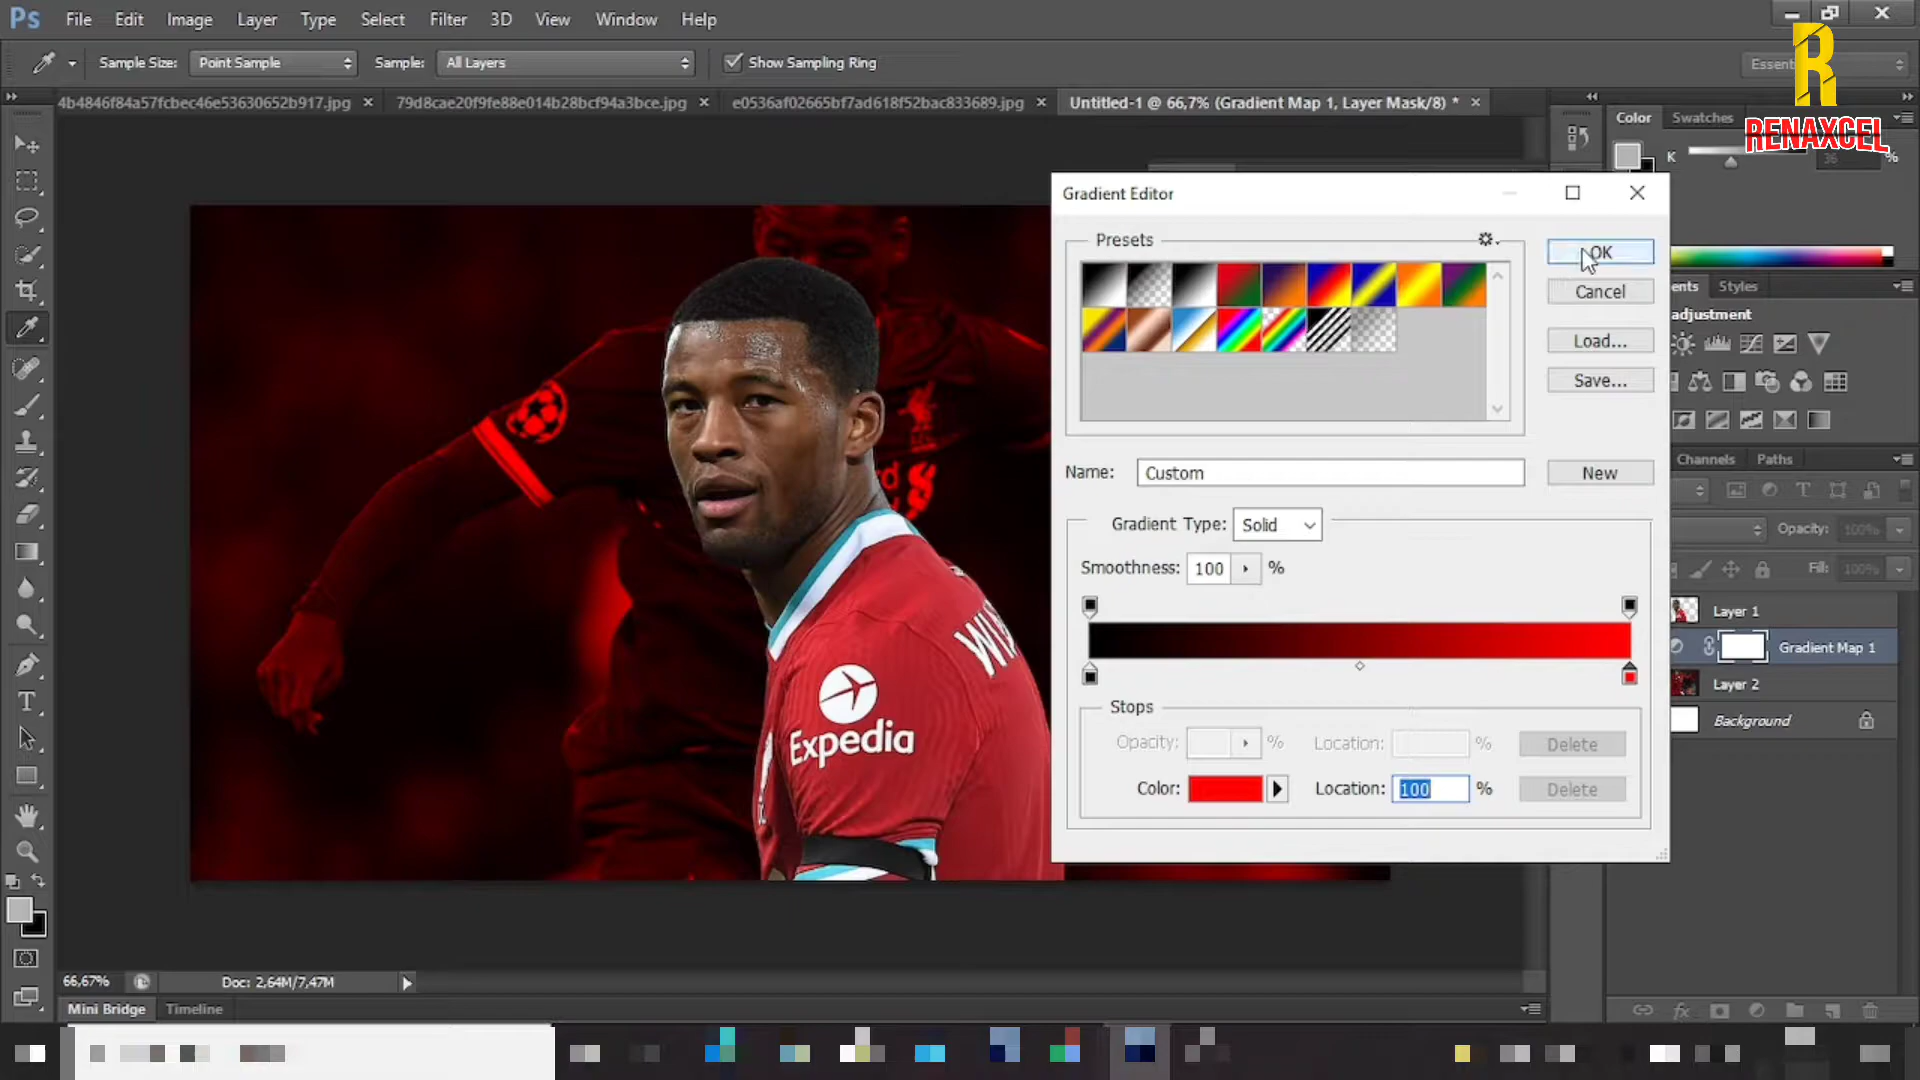 Ps File Edit Image Layer Type Select Filter 3D View Window Help
Sample Size: Point Sample Sample: All Layers Show Sampling Ring
4b4846f84a57fcbec46e53630652b917.jpg × 79d8cae20f9fe88e014b28bcf94a3bce.jpg × e0536af02665bf7ad618f52bac833689.jpg × Untitled-1 @ 66,7% (Gradient Map 1, Layer Mask/8) * ×
R
RENAXCEL
Color Swatches
K 36 %
Gradient Editor
Presets
OK
Cancel
Load...
Save...
Name: Custom
New
Gradient Type: Solid
Smoothness: 100 %
Stops
Opacity: % Location: % Delete
Color: Location: 100 % Delete
Styles
adjustment
Channels Paths
Opacity: 100%
Fill: 100%
Layer 1
Gradient Map 1
Layer 2
Background
Expedia
66,67% Doc: 2,64M/7,47M
Mini Bridge Timeline